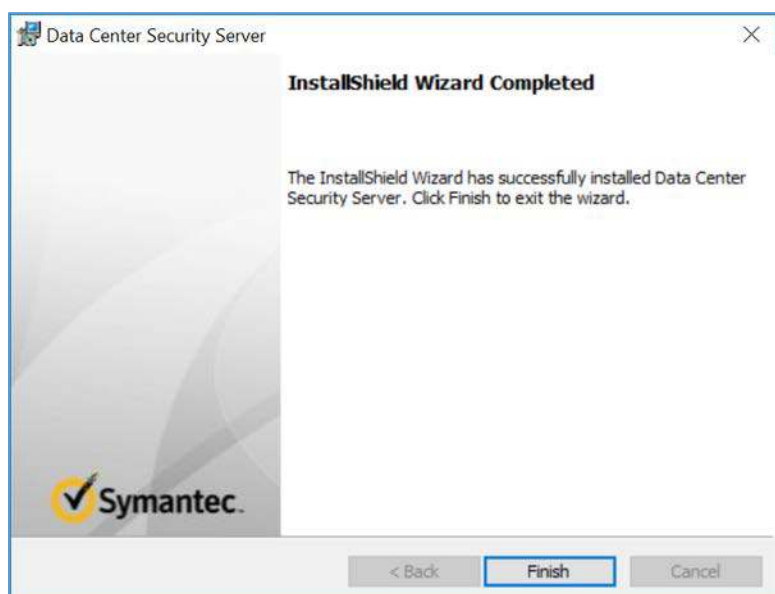 Data Center Security Server
InstallShield Wizard Completed
The InstallShield Wizard has successfully installed Data Center
Security Server. Click Finish to exit the wizard.
Symantec.
< Back Finish Cancel